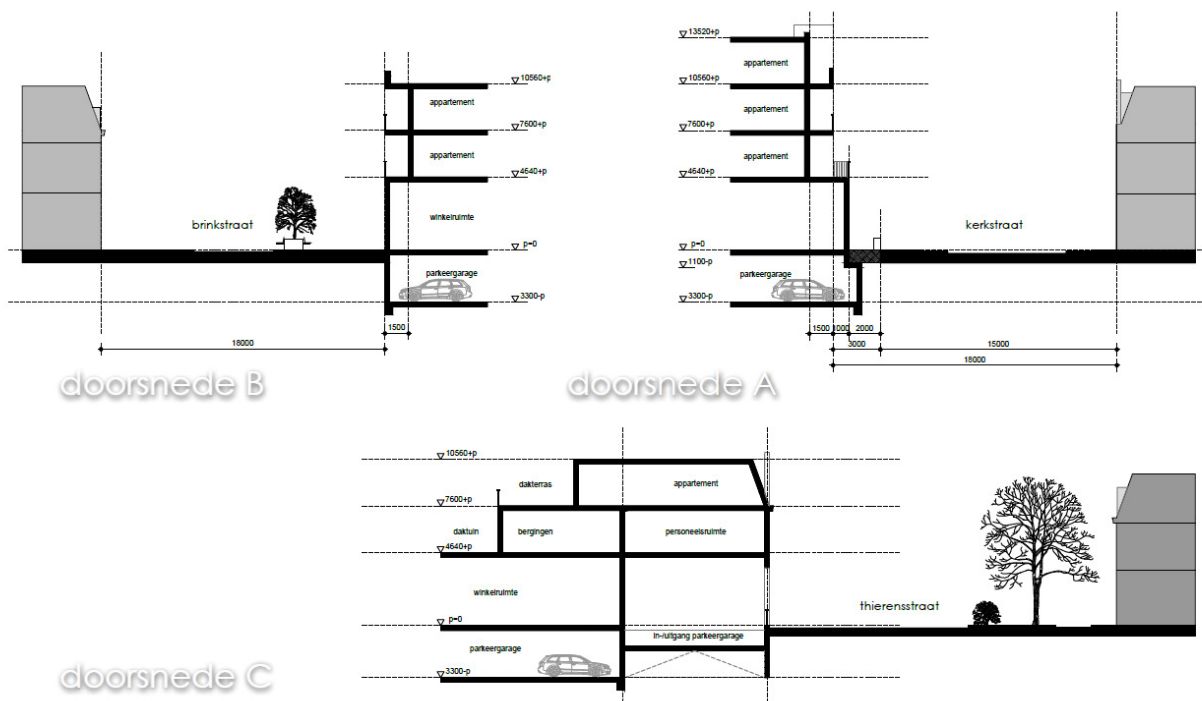 10560+p
appartement
7600+p
appartement
4640+p
winkelruimte
brinkstraat
p=0
parkeergarage
3300-p
1500
18000
doorsnede B
13520+p
appartement
10560+p
appartement
7600+p
appartement
4640+p
kerkstraat
p=0
1100-p
parkeergarage
3300-p
1500 1000 2000
3000 15000
18000
doorsnede A
10560+p
dakterras appartement
7600+p
daktuin bergingen personeelsruimte
4640+p
winkelruimte
thierensstraat
p=0
in-/uitgang parkeergarage
parkeergarage
3300-p
doorsnede C